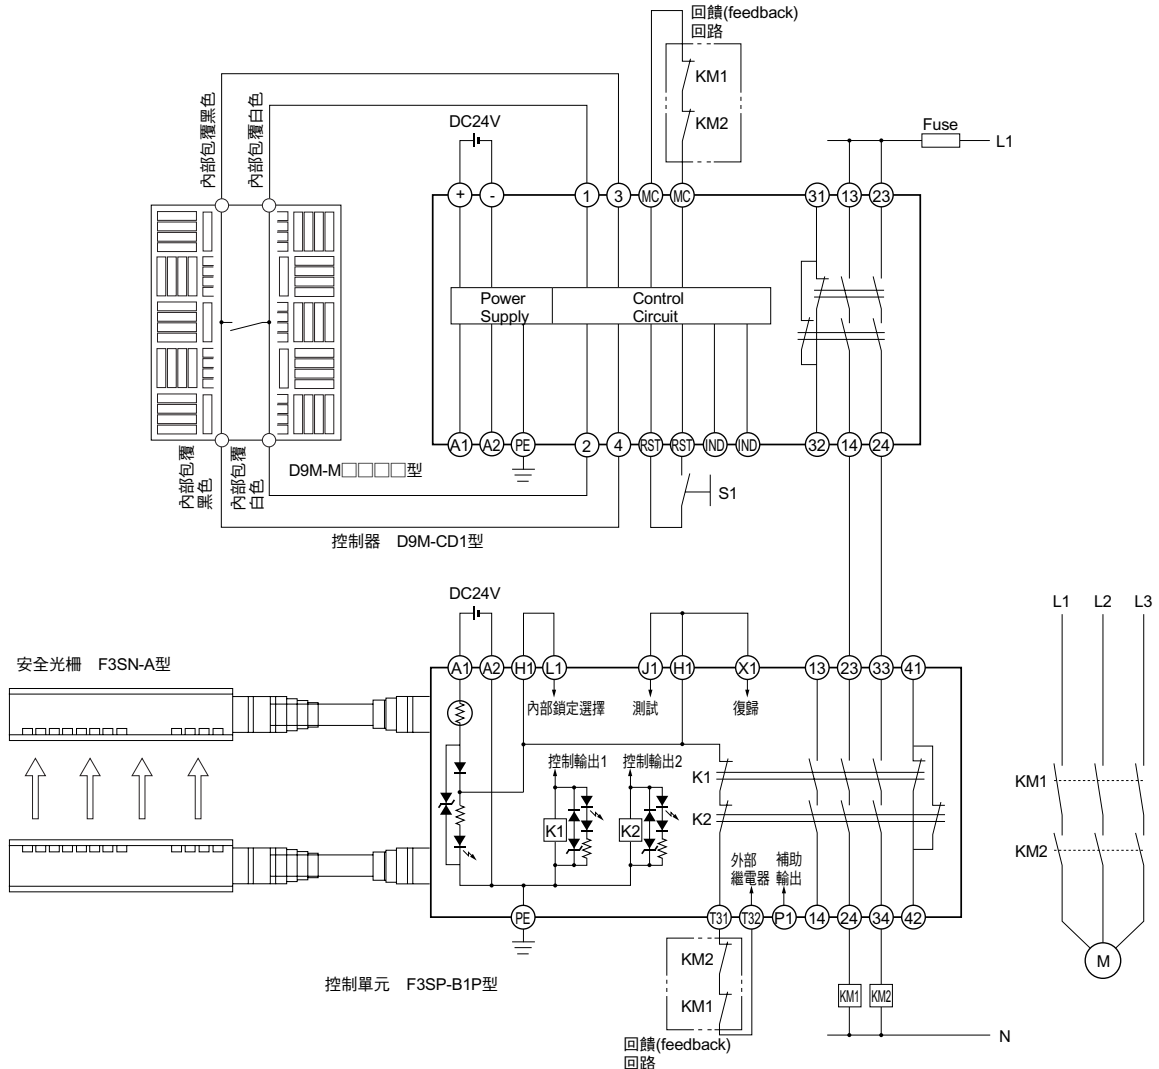 回饋(feedback)
回路
KM1
KM2
內部包覆黑色
內部包覆白色
DC24V
Fuse
L1
+
-
1
3
MC
MC
31
13
23
Power
Supply
Control
Circuit
A1
A2
PE
2
4
RST
RST
IND
IND
32
14
24
內部包覆
黑色
內部包覆
白色
D9M-M□□□□型
S1
控制器 D9M-CD1型
DC24V
L1
L2
L3
安全光柵 F3SN-A型
A1
A2
H1
L1
J1
H1
X1
13
23
33
41
內部鎖定選擇
測試
復歸
控制輸出1
控制輸出2
K1
K2
K1
K2
KM1
KM2
外部
繼電器
補助
輸出
PE
T31
T32
P1
14
24
34
42
M
控制單元 F3SP-B1P型
KM2
KM1
KM1
KM2
N
回饋(feedback)
回路